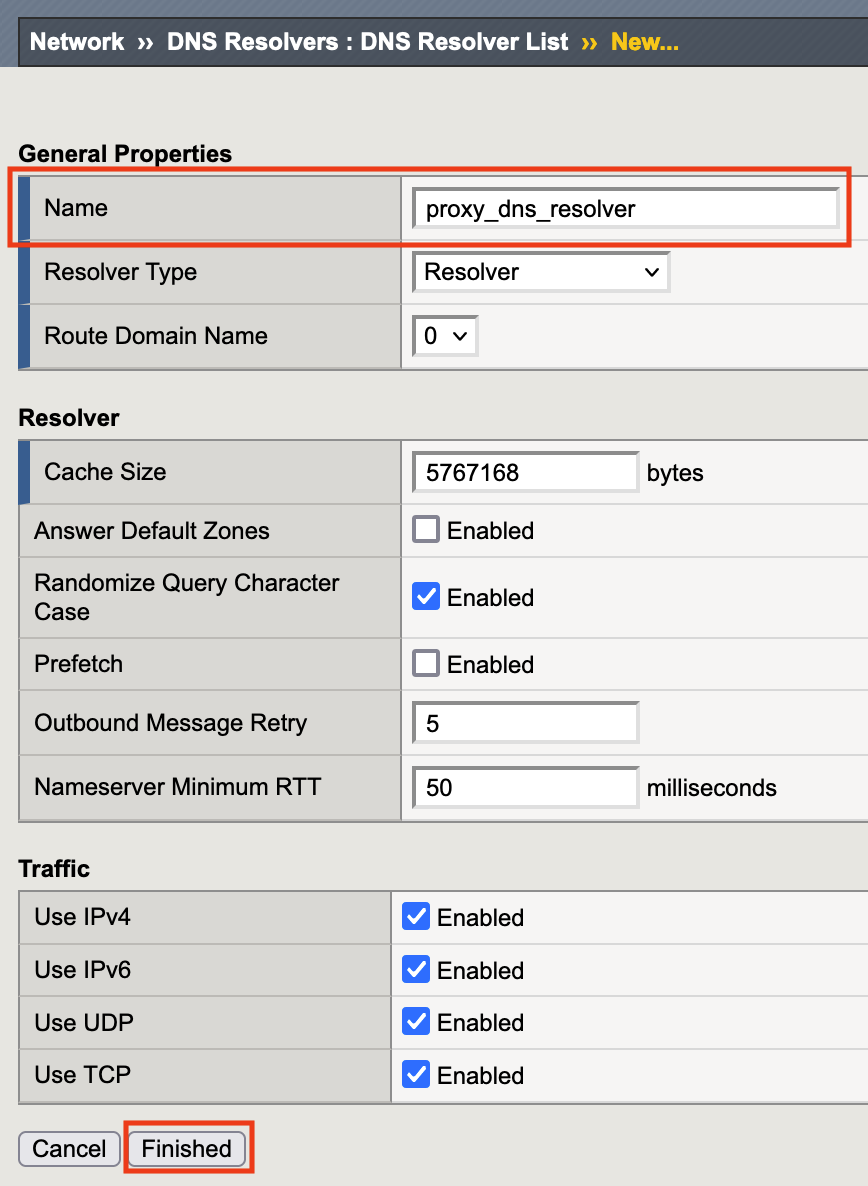 Network ›› DNS Resolvers : DNS Resolver List ›› New...
General Properties
Name proxy_dns_resolver
Resolver Type Resolver
Route Domain Name 0
Resolver
Cache Size 5767168 bytes
Answer Default Zones Enabled
Randomize Query Character
Case Enabled
Prefetch Enabled
Outbound Message Retry 5
Nameserver Minimum RTT 50 milliseconds
Traffic
Use IPv4 Enabled
Use IPv6 Enabled
Use UDP Enabled
Use TCP Enabled
Cancel Finished